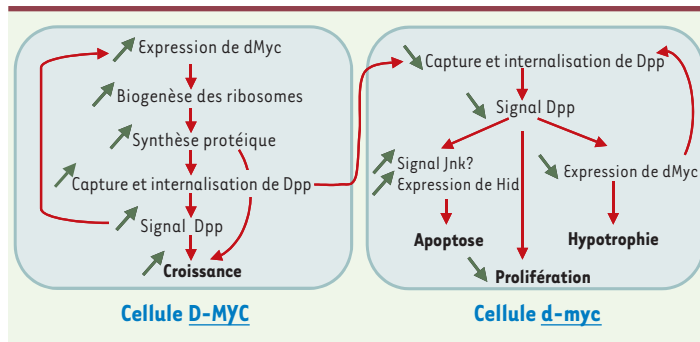 Expression de dMyc
Biogenèse des ribosomes
Synthèse protéique
Capture et internalisation de Dpp
Signal Dpp
Croissance
Cellule D-MYC
Capture et internalisation de Dpp
Signal Dpp
Signal Jnk?
Expression de Hid
Expression de dMyc
Apoptose
Hypotrophie
Prolifération
Cellule d-myc